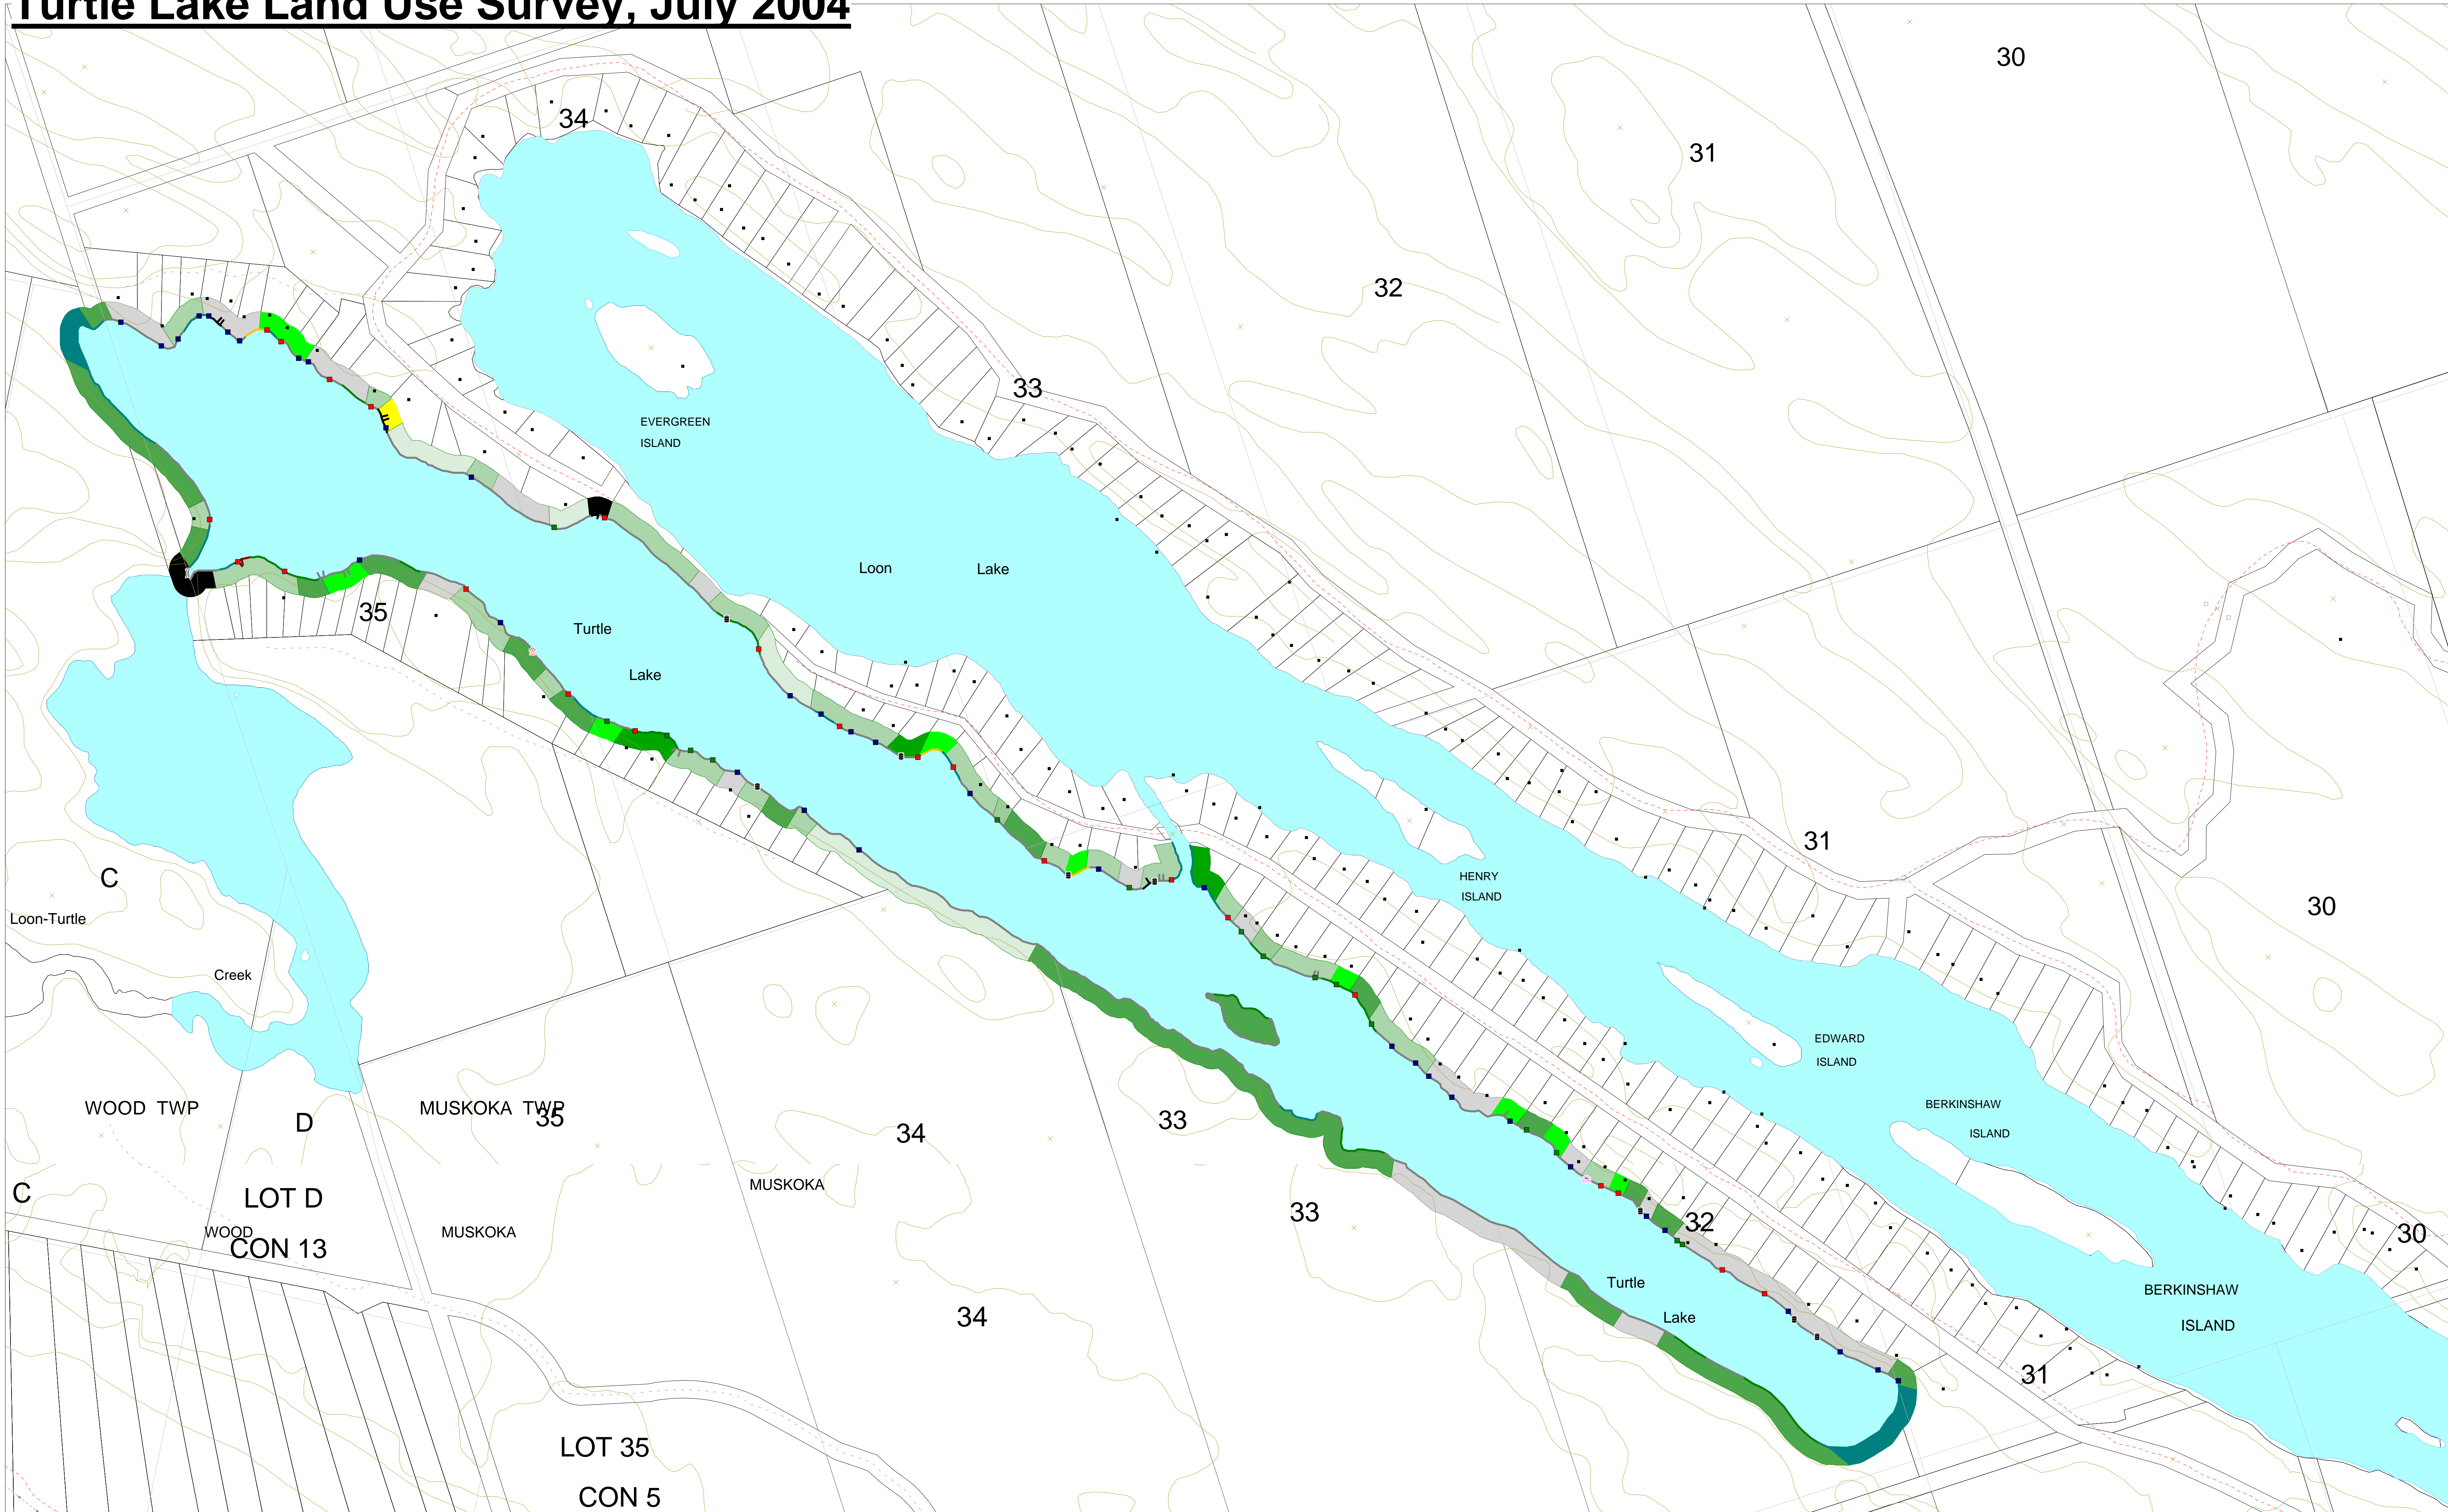 Turtle Lake Land Use Survey, July 2004
30
34
31
32
33
EVERGREEN
ISLAND
Loon Lake
35
Turtle
Lake
31
C
HENRY
ISLAND
30
Loon-Turtle
Creek
EDWARD
ISLAND
BERKINSHAW
ISLAND
WOOD TWP
D
MUSKOKA TWP
35
34
33
C
LOT D
MUSKOKA
33
32
WOOD
CON 13
MUSKOKA
30
Turtle
Lake
BERKINSHAW
ISLAND
34
31
LOT 35
CON 5